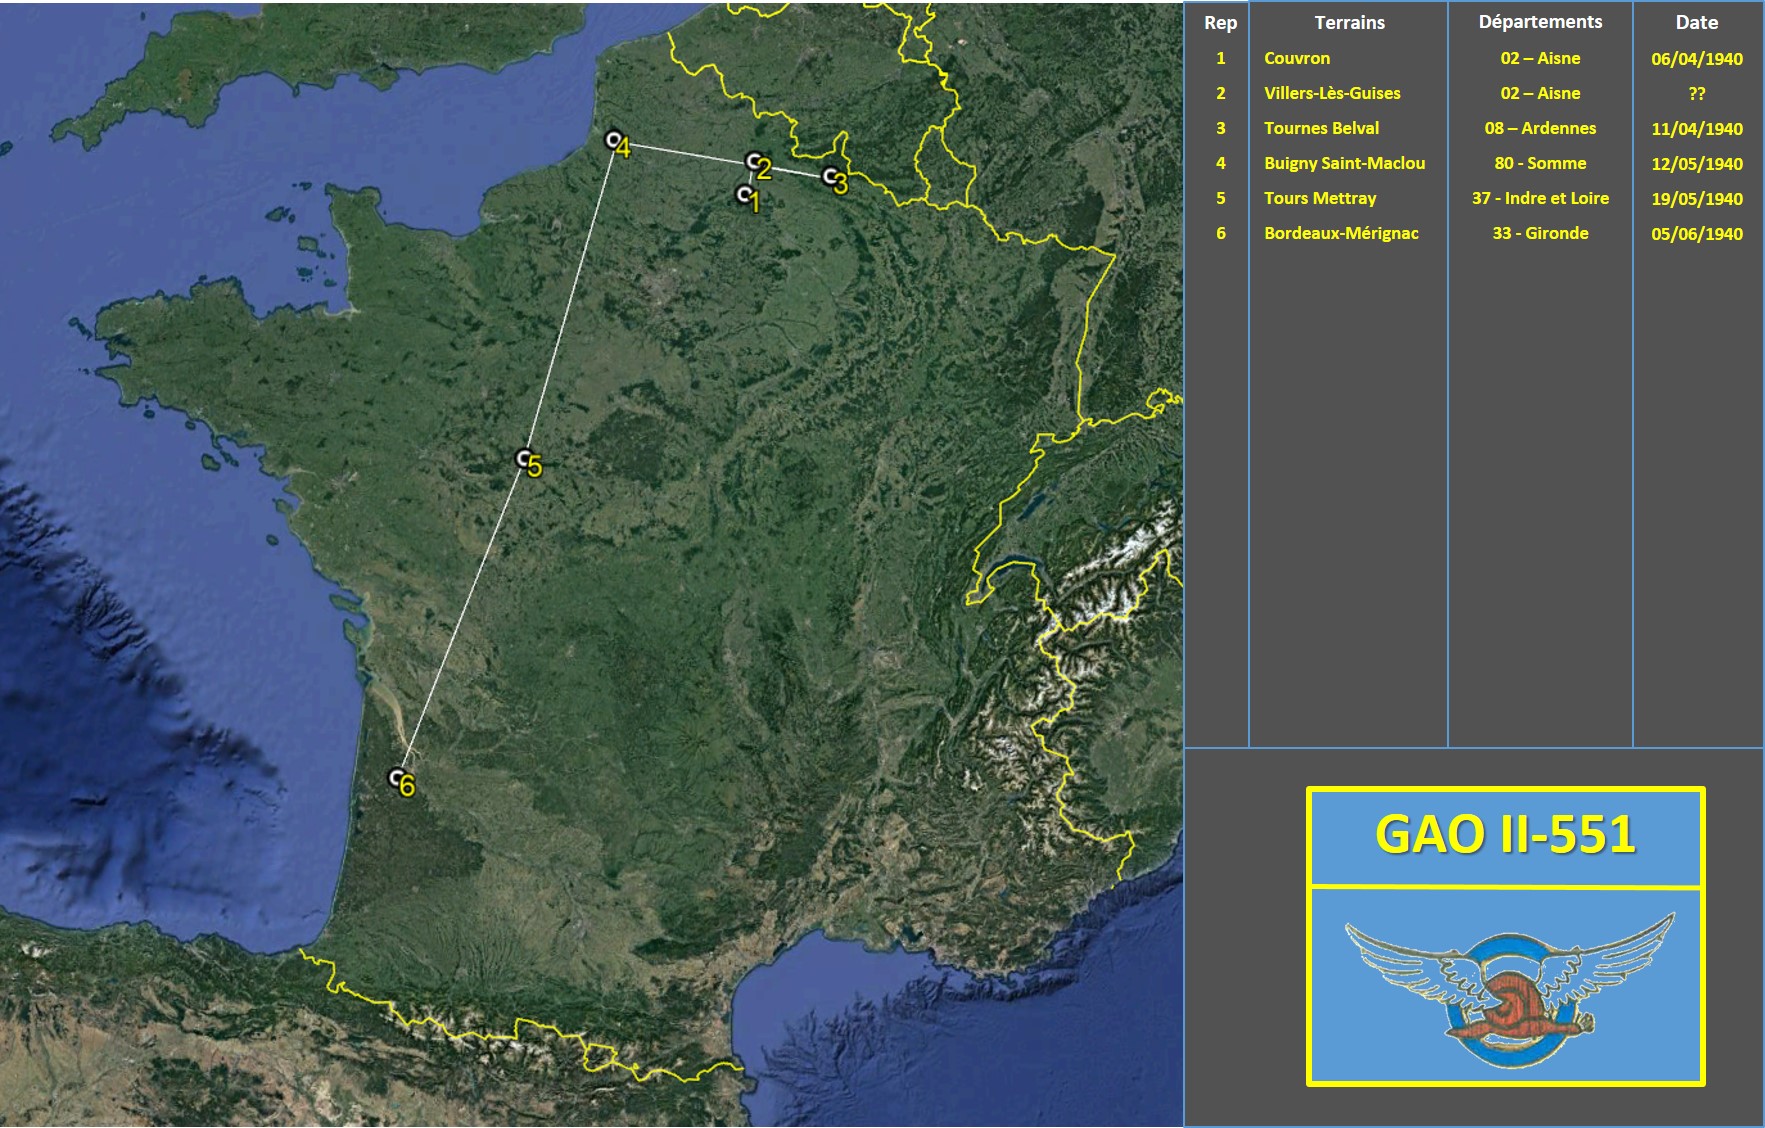 Rep Terrains Départements Date
1 Couvron 02 – Aisne 06/04/1940
2 Villers-Lès-Guises 02 – Aisne ??
3 Tournes Belval 08 – Ardennes 11/04/1940
4 Buigny Saint-Maclou 80 - Somme 12/05/1940
5 Tours Mettray 37 - Indre et Loire 19/05/1940
6 Bordeaux-Mérignac 33 - Gironde 05/06/1940
4
2
3
1
5
6
GAO II-551